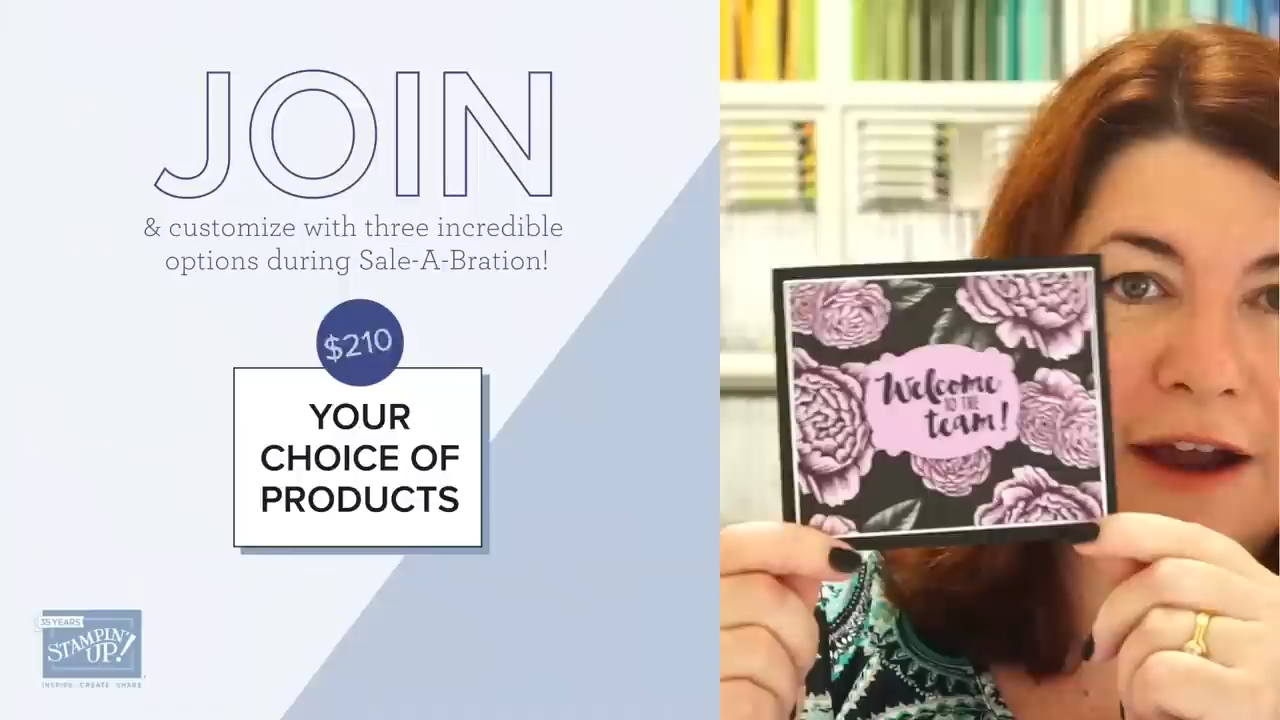 JOIN
& customize with three incredible
options during Sale-A-Bration!
$210
YOUR
CHOICE OF
PRODUCTS
35 YEARS
STAMPIN'
UP!
INSPIRE. CREATE. SHARE.
Welcome
TO THE
team!